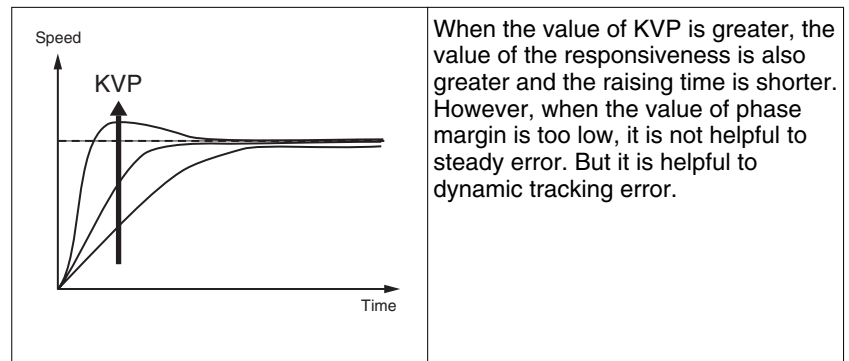 Speed
KVP
Time
When the value of KVP is greater, the
value of the responsiveness is also
greater and the raising time is shorter.
However, when the value of phase
margin is too low, it is not helpful to
steady error. But it is helpful to
dynamic tracking error.